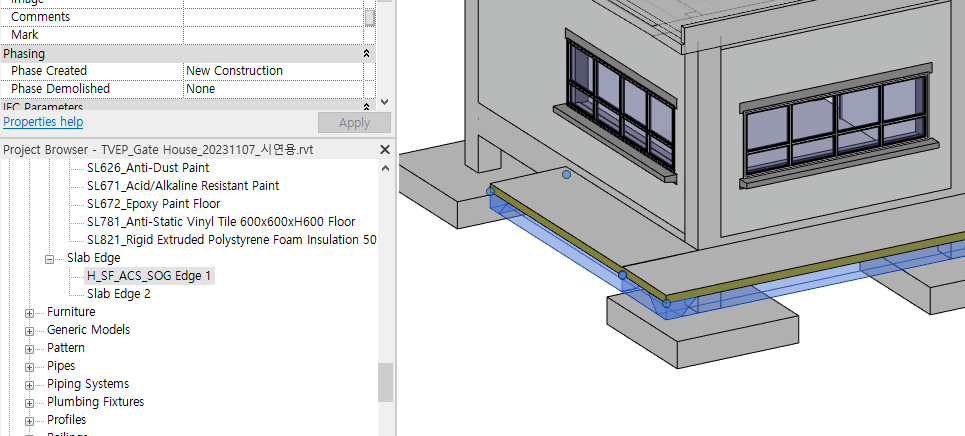 Image
Comments
Mark
Phasing
Phase Created New Construction
Phase Demolished None
IFC Parameters
Properties help Apply
Project Browser - TVEP_Gate House_20231107_시연용.rvt
SL626_Anti-Dust Paint
SL671_Acid/Alkaline Resistant Paint
SL672_Epoxy Paint Floor
SL781_Anti-Static Vinyl Tile 600x600xH600 Floor
SL821_Rigid Extruded Polystyrene Foam Insulation 50
Slab Edge
H_SF_ACS_SOG Edge 1
Slab Edge 2
Furniture
Generic Models
Pattern
Pipes
Piping Systems
Plumbing Fixtures
Profiles